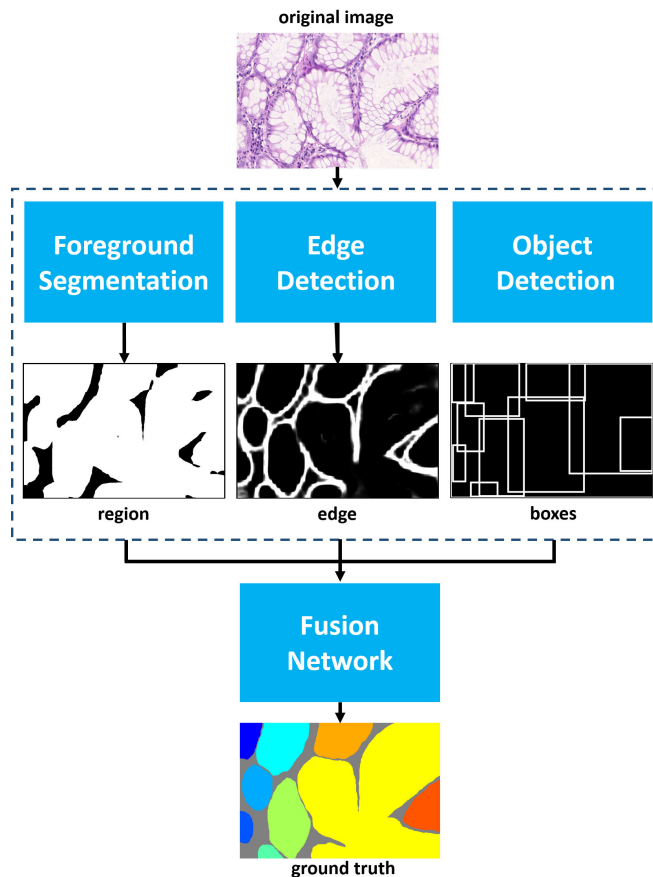 original image
Foreground
Segmentation
Edge
Detection
Object
Detection
region
edge
boxes
Fusion
Network
ground truth